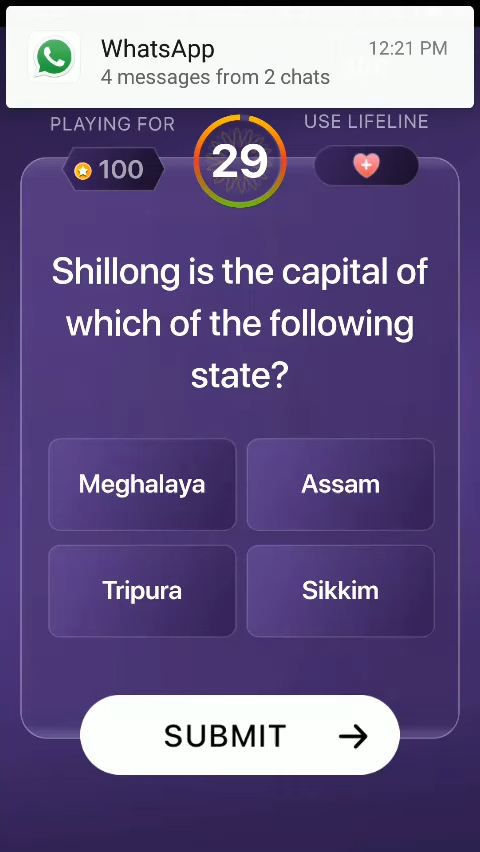 WhatsApp 12:21 PM
4 messages from 2 chats
PLAYING FOR
USE LIFELINE
100
29
Shillong is the capital of
which of the following
state?
Meghalaya
Assam
Tripura
Sikkim
SUBMIT